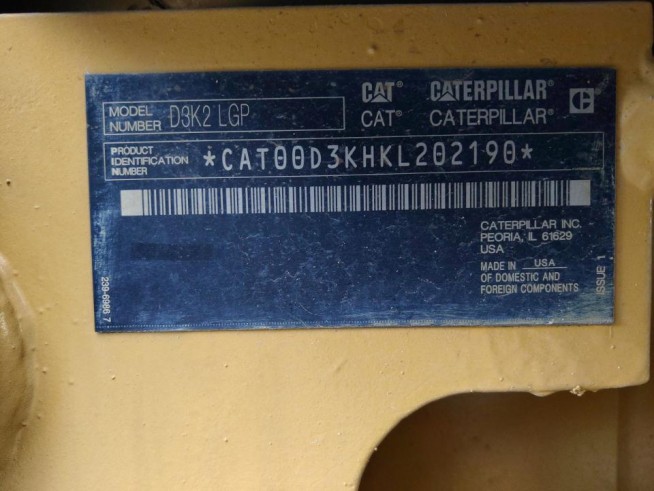 CAT® CATERPILLAR®
MODEL NUMBER D3K2 LGP
CAT® CATERPILLAR®
PRODUCT IDENTIFICATION NUMBER *CAT00D3KHKL202190*
CATERPILLAR INC.
PEORIA, IL 61629
USA
MADE IN USA
OF DOMESTIC AND
FOREIGN COMPONENTS
ISSUE 1
239-6986 7